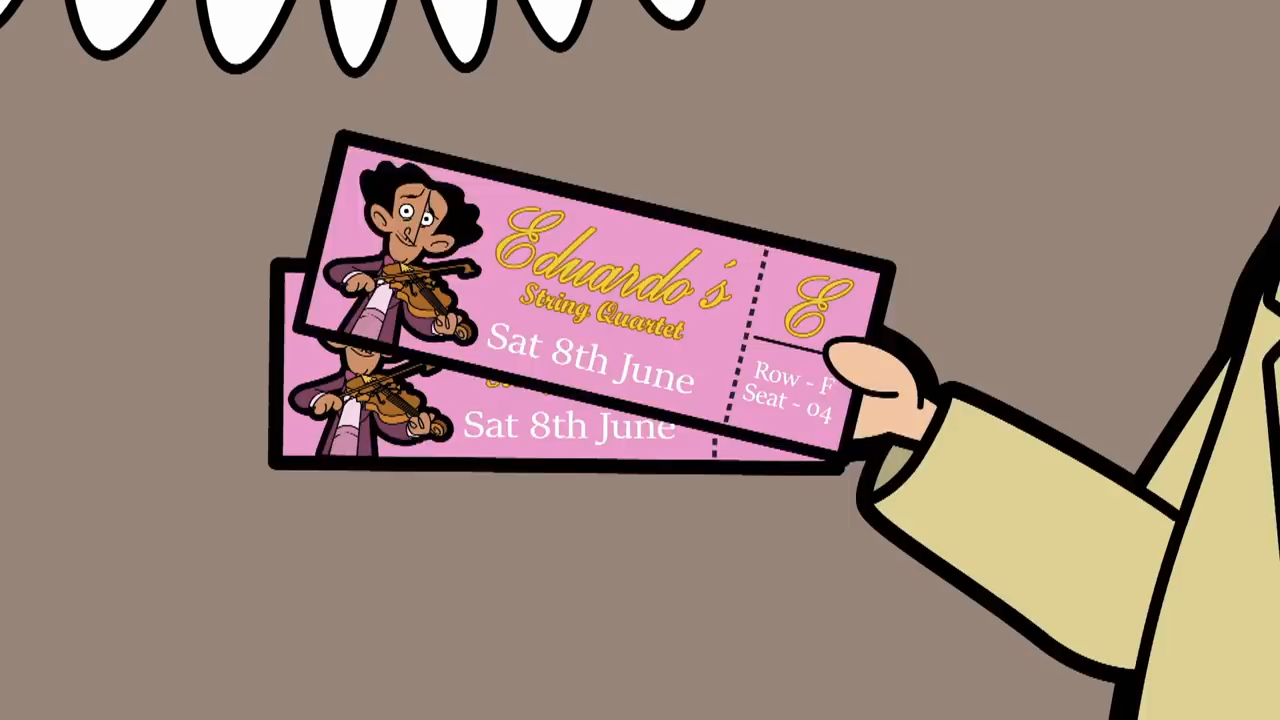 Eduardo's
String Quartet
Sat 8th June
E
Row - F
Seat - 04
Sat 8th June